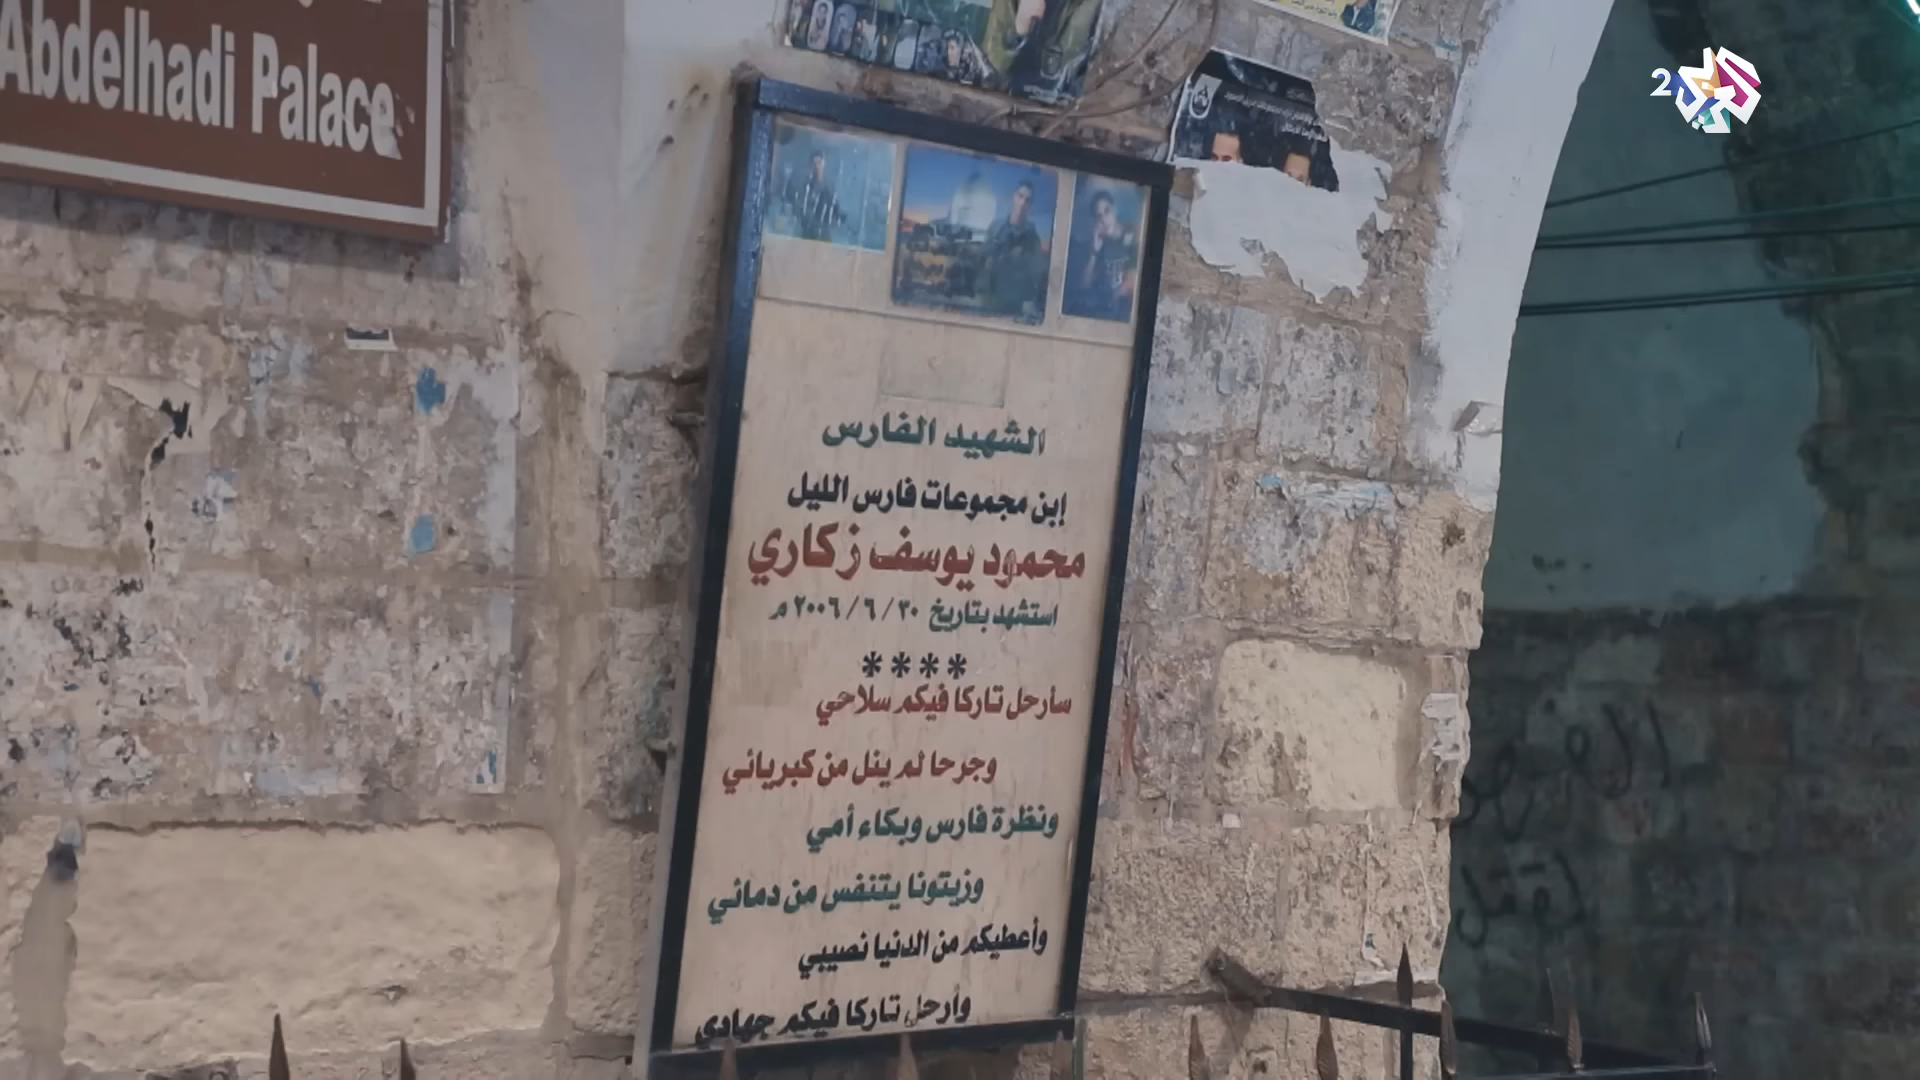 Abdelhadi Palace
الشهيد الفارس
إبن مجموعات فارس الليل
محمود يوسف زكاري
استشهد بتاريخ ٣٠ / ٦ / ٢٠٠٦ م
****
سأرحل تاركا فيكم سلاحي
وجرحا لم ينل من كبريائي
ونظرة فارس وبكاء أمي
وزيتونا يتنفس من دمائي
وأعطيكم من الدنيا نصيبي
وأرحل تاركا فيكم جهادي
2